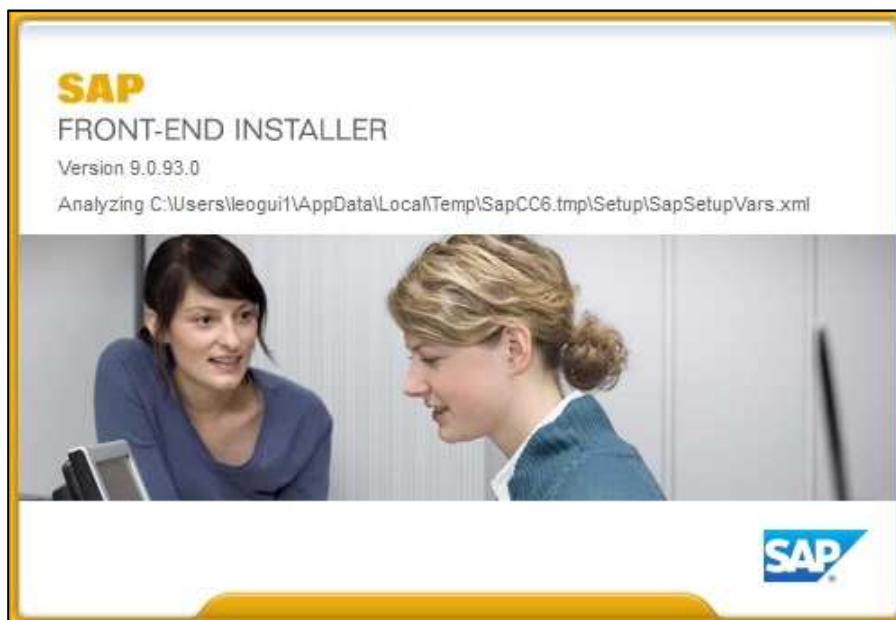 SAP
FRONT-END INSTALLER
Version 9.0.93.0
Analyzing C:\Users\leogui1\AppData\Local\Temp\SapCC6.tmp\Setup\SapSetupVars.xml
SAP